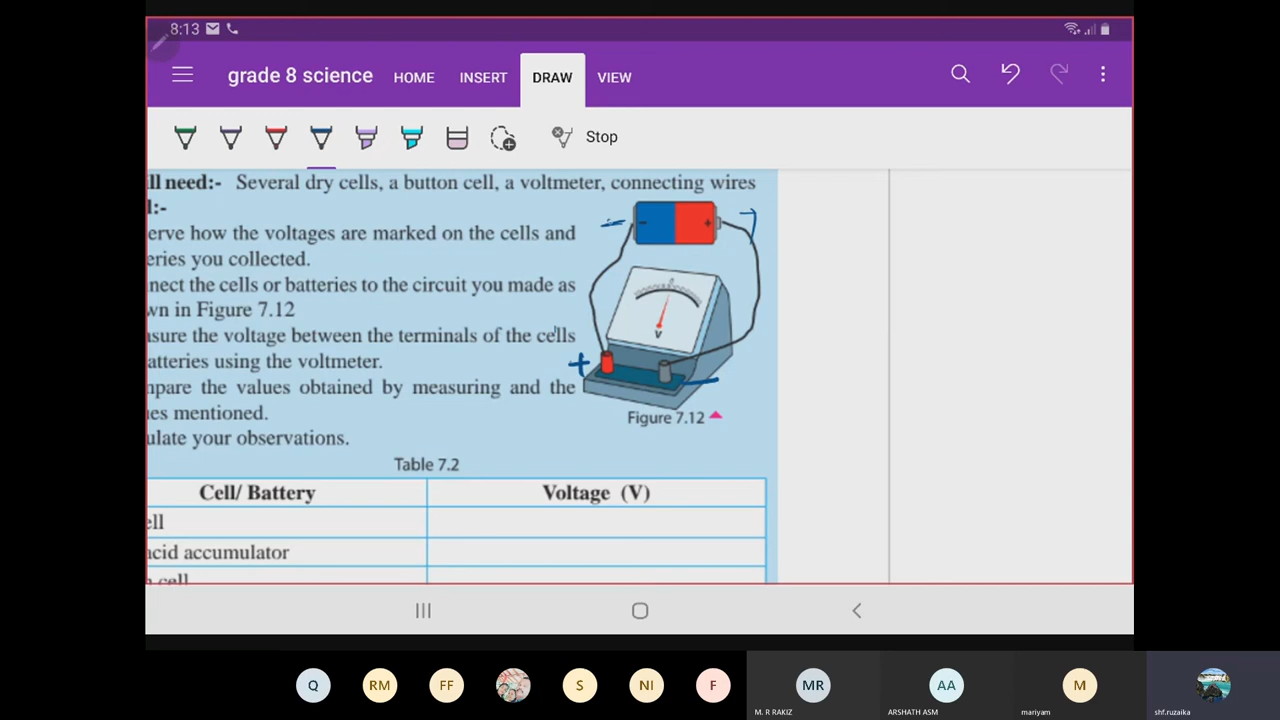 8:13
grade 8 science HOME INSERT DRAW VIEW
Stop
ll need:- Several dry cells, a button cell, a voltmeter, connecting wires
l:-
erve how the voltages are marked on the cells and
eries you collected.
nect the cells or batteries to the circuit you made as
wn in Figure 7.12
asure the voltage between the terminals of the cells
atteries using the voltmeter.
pare the values obtained by measuring and the
es mentioned.
ulate your observations.
- +
V
+ -
Figure 7.12
Table 7.2
Cell/ Battery Voltage (V)
ell
acid accumulator
cell
Q RM FF S NI F MR AA M
M. R RAKIZ ARSHATH ASM mariyam shf.ruzaika